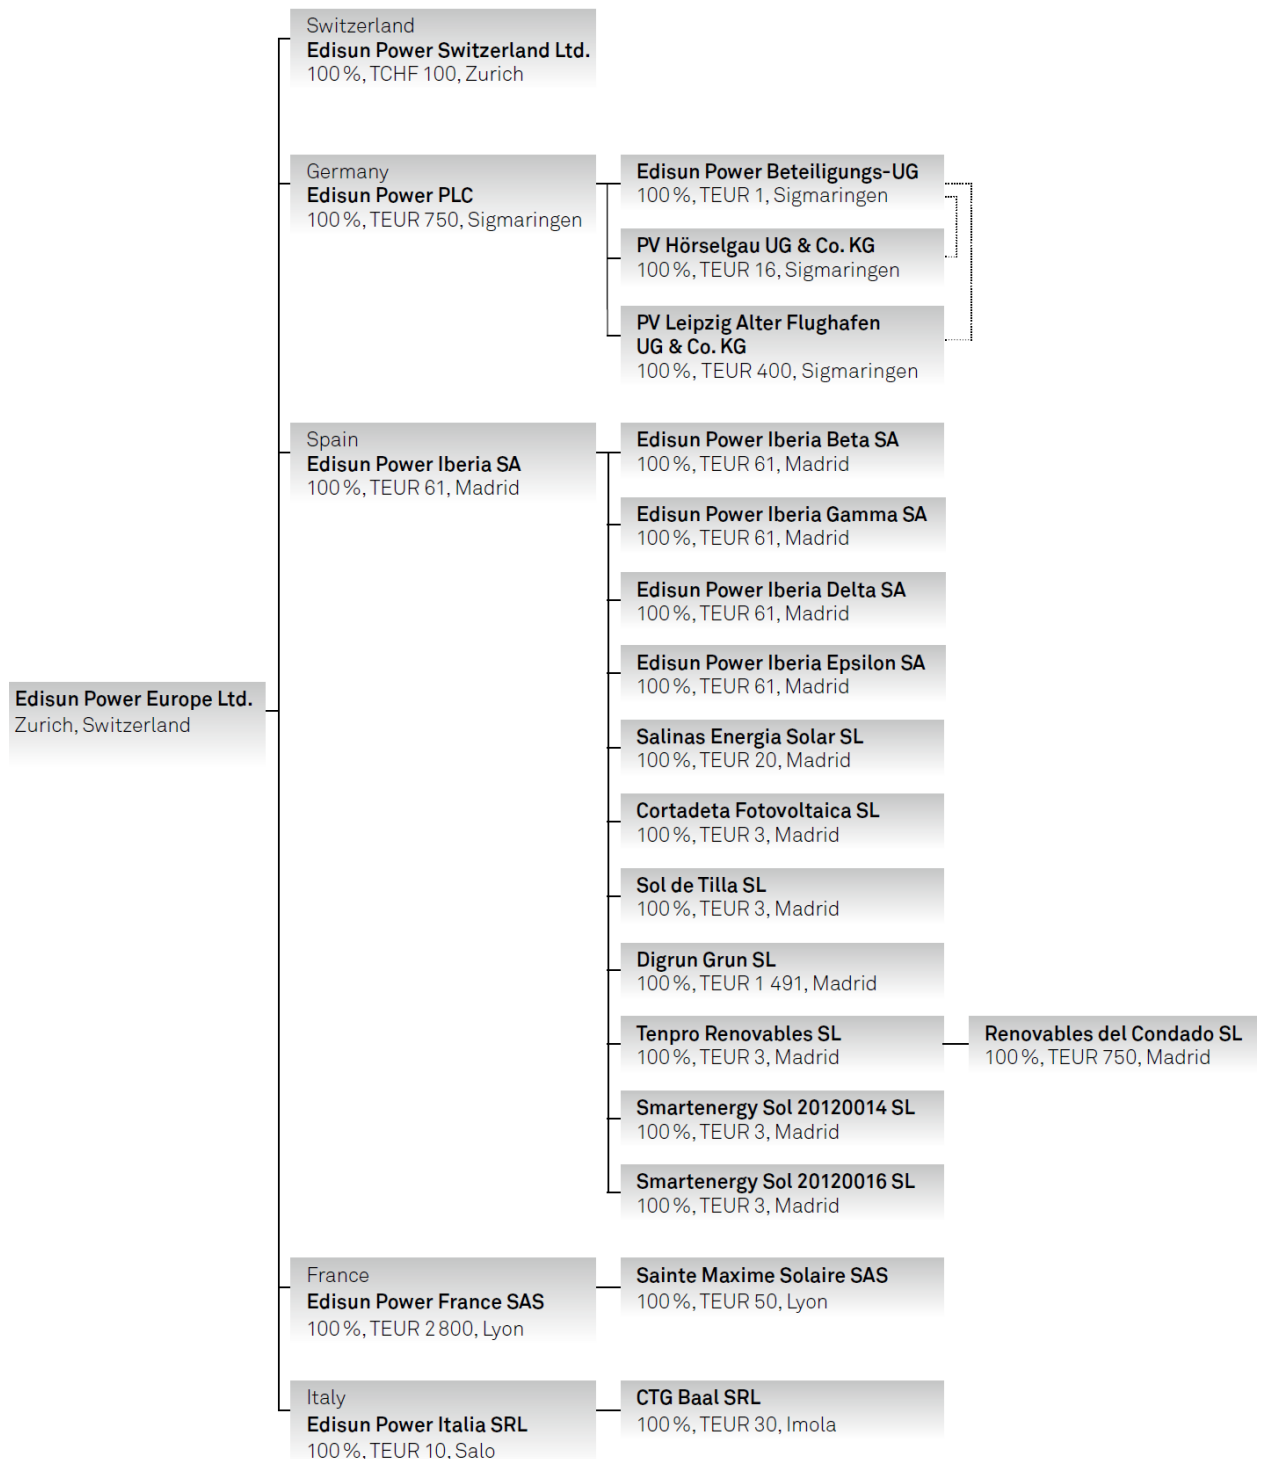 Switzerland
Edisun Power Switzerland Ltd.
100 %, TCHF 100, Zurich
Germany
Edisun Power PLC
100 %, TEUR 750, Sigmaringen
Edisun Power Beteiligungs-UG
100 %, TEUR 1, Sigmaringen
PV Hörselgau UG & Co. KG
100 %, TEUR 16, Sigmaringen
PV Leipzig Alter Flughafen
UG & Co. KG
100 %, TEUR 400, Sigmaringen
Spain
Edisun Power Iberia SA
100 %, TEUR 61, Madrid
Edisun Power Iberia Beta SA
100 %, TEUR 61, Madrid
Edisun Power Iberia Gamma SA
100 %, TEUR 61, Madrid
Edisun Power Iberia Delta SA
100 %, TEUR 61, Madrid
Edisun Power Iberia Epsilon SA
100 %, TEUR 61, Madrid
Edisun Power Europe Ltd.
Zurich, Switzerland
Salinas Energia Solar SL
100 %, TEUR 20, Madrid
Cortadeta Fotovoltaica SL
100 %, TEUR 3, Madrid
Sol de Tilla SL
100 %, TEUR 3, Madrid
Digrun Grun SL
100 %, TEUR 1 491, Madrid
Tenpro Renovables SL
100 %, TEUR 3, Madrid
Renovables del Condado SL
100 %, TEUR 750, Madrid
Smartenergy Sol 20120014 SL
100 %, TEUR 3, Madrid
Smartenergy Sol 20120016 SL
100 %, TEUR 3, Madrid
France
Edisun Power France SAS
100 %, TEUR 2 800, Lyon
Sainte Maxime Solaire SAS
100 %, TEUR 50, Lyon
Italy
Edisun Power Italia SRL
100 %, TEUR 10, Salo
CTG Baal SRL
100 %, TEUR 30, Imola